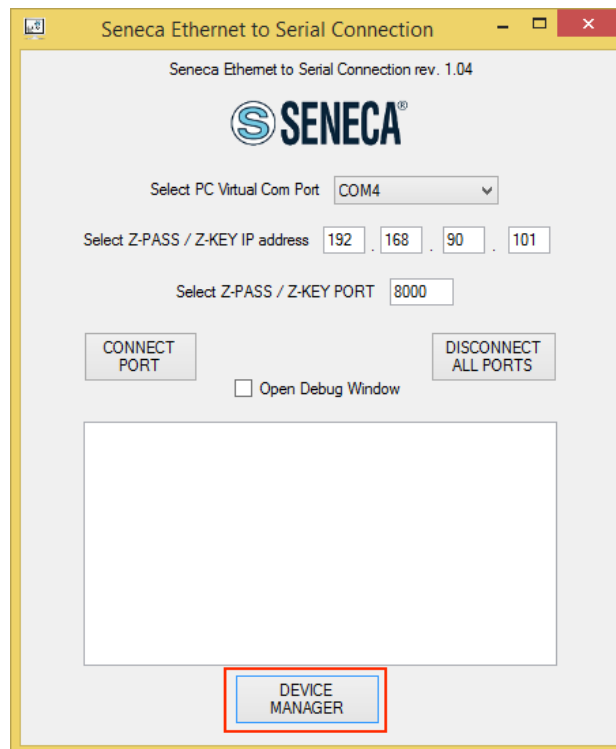 Seneca Ethernet to Serial Connection
Seneca Ethernet to Serial Connection rev. 1.04
S SENECA®
Select PC Virtual Com Port COM4
Select Z-PASS / Z-KEY IP address 192 . 168 . 90 . 101
Select Z-PASS / Z-KEY PORT 8000
CONNECT
PORT
DISCONNECT
ALL PORTS
Open Debug Window
DEVICE
MANAGER